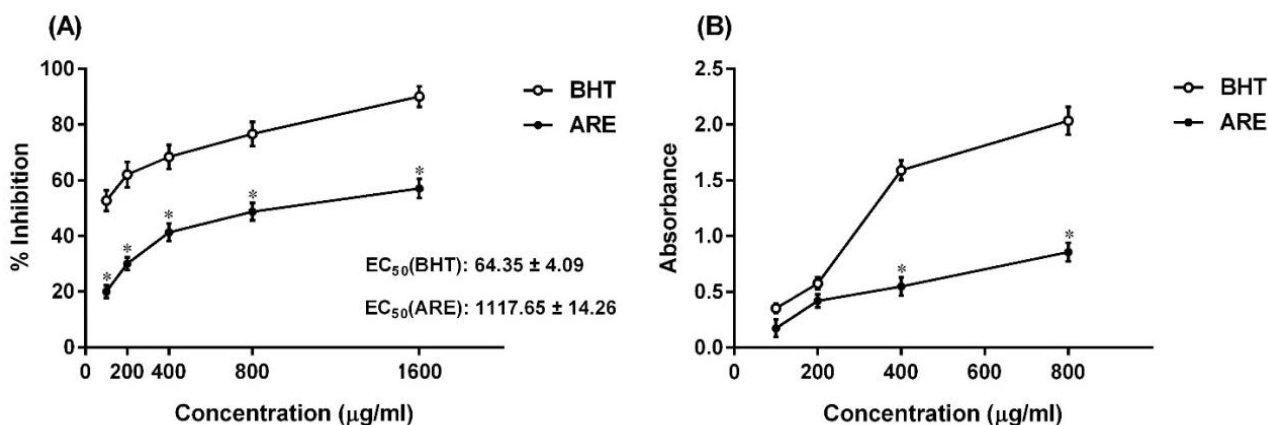 (A)
100
80
60
40
20
0
% Inhibition
0 200 400 800 1600
Concentration (μg/ml)
BHT
ARE
*
*
*
*
*
EC₅₀(BHT): 64.35 ± 4.09
EC₅₀(ARE): 1117.65 ± 14.26
(B)
2.5
2.0
1.5
1.0
0.5
0.0
Absorbance
0 200 400 600 800
Concentration (μg/ml)
BHT
ARE
*
*